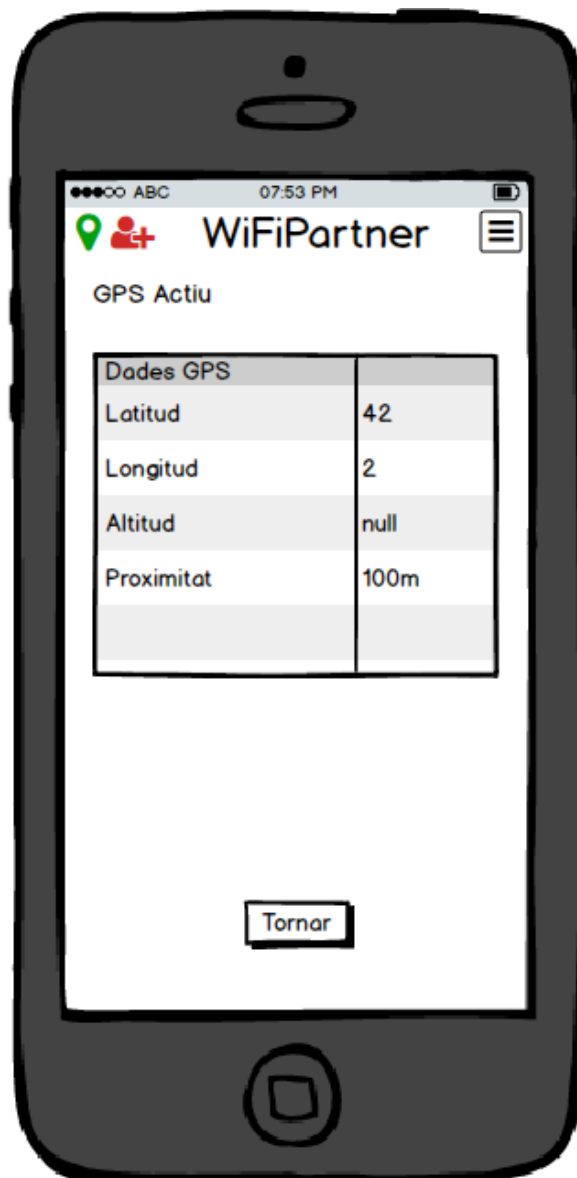 ABC 07:53 PM
WiFiPartner
GPS Actiu
Dades GPS
Latitud 42
Longitud 2
Altitud null
Proximitat 100m
Tornar